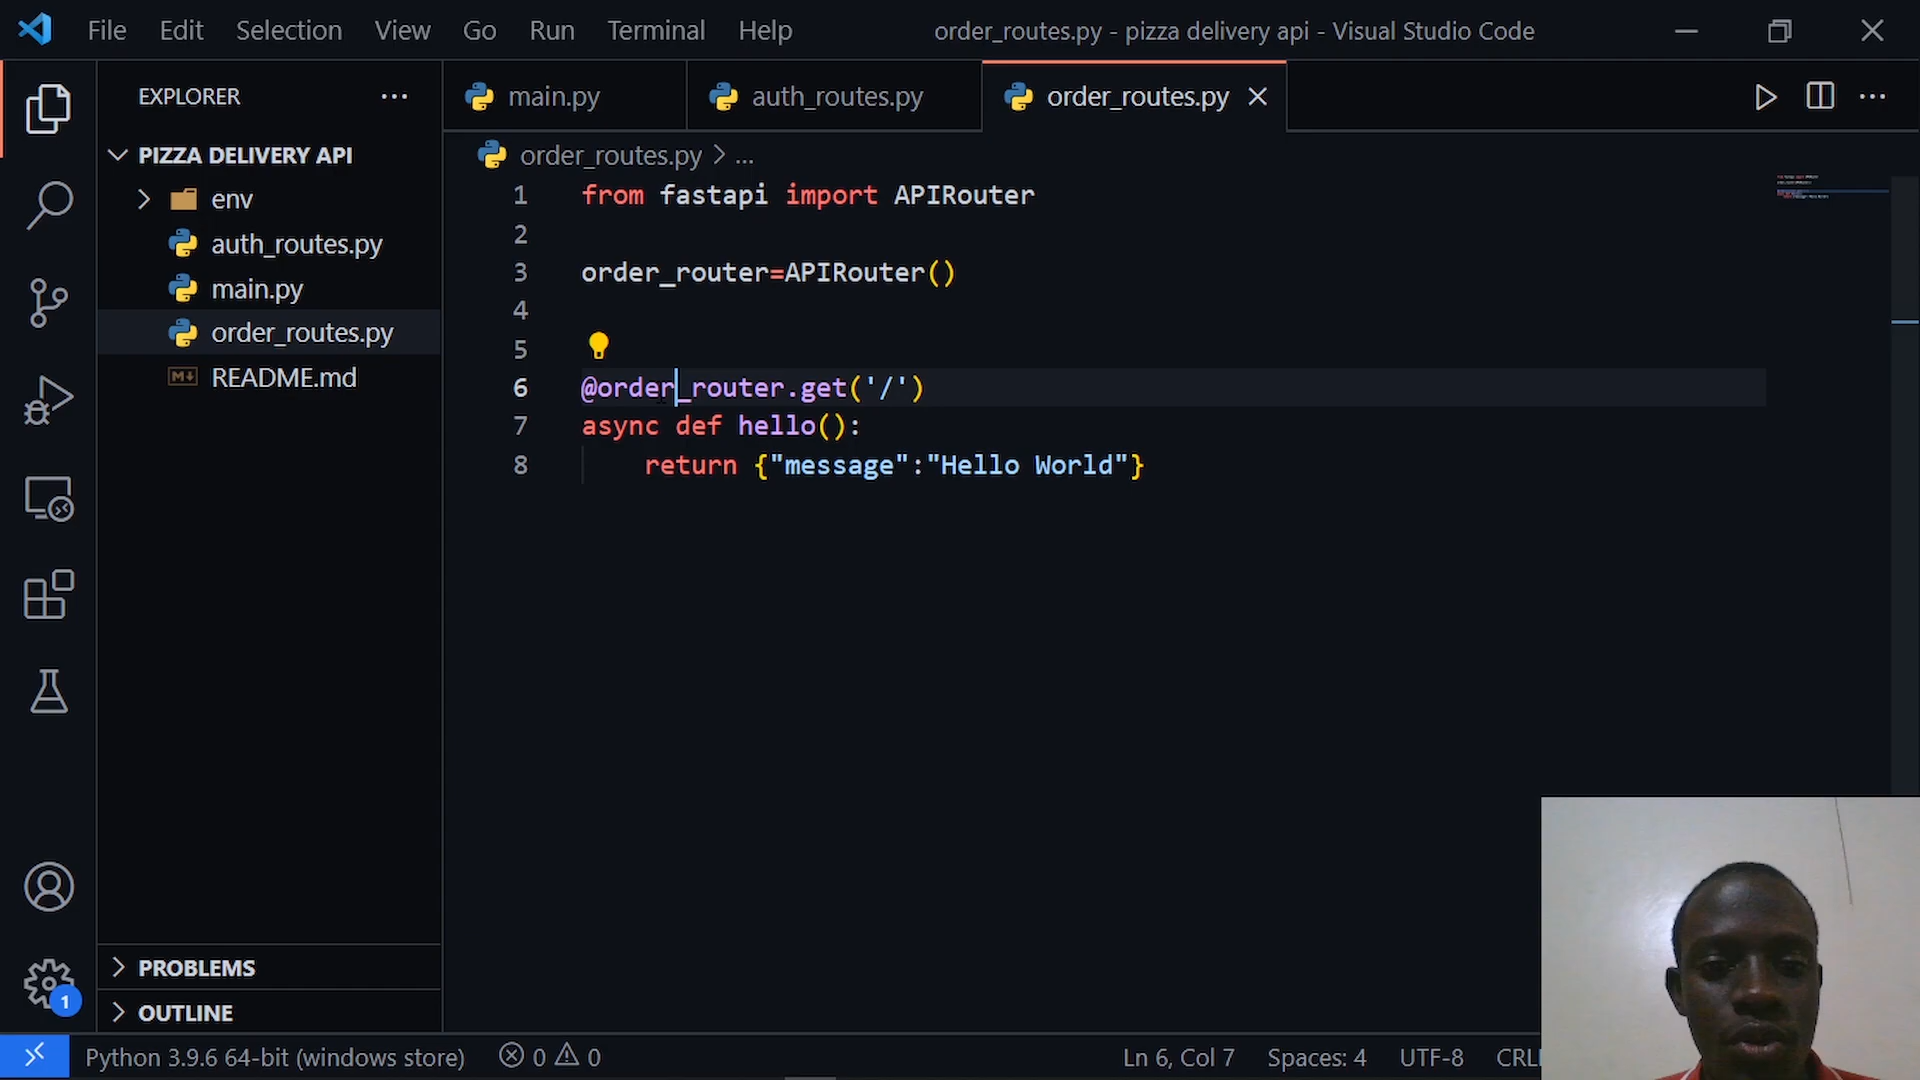 File Edit Selection View Go Run Terminal Help order_routes.py - pizza delivery api - Visual Studio Code
EXPLORER
main.py auth_routes.py order_routes.py
PIZZA DELIVERY API
env
auth_routes.py
main.py
order_routes.py
README.md
order_routes.py > ...
1 from fastapi import APIRouter
2
3 order_router=APIRouter()
4
5
6 @order_router.get('/')
7 async def hello():
8 return {"message":"Hello World"}
PROBLEMS
OUTLINE
1
Python 3.9.6 64-bit (windows store) 0 0 Ln 6, Col 7 Spaces: 4 UTF-8